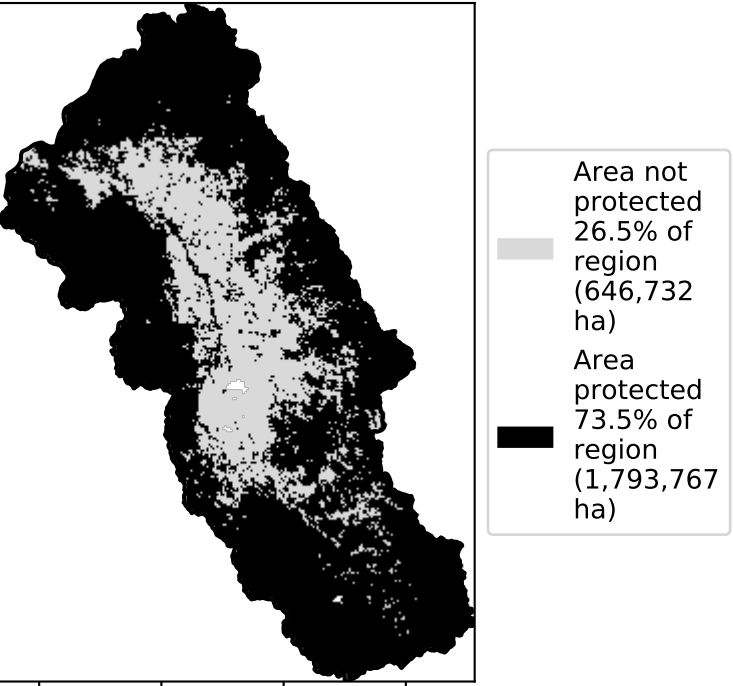 Area not
protected
26.5% of
region
(646,732
ha)
Area
protected
73.5% of
region
(1,793,767
ha)